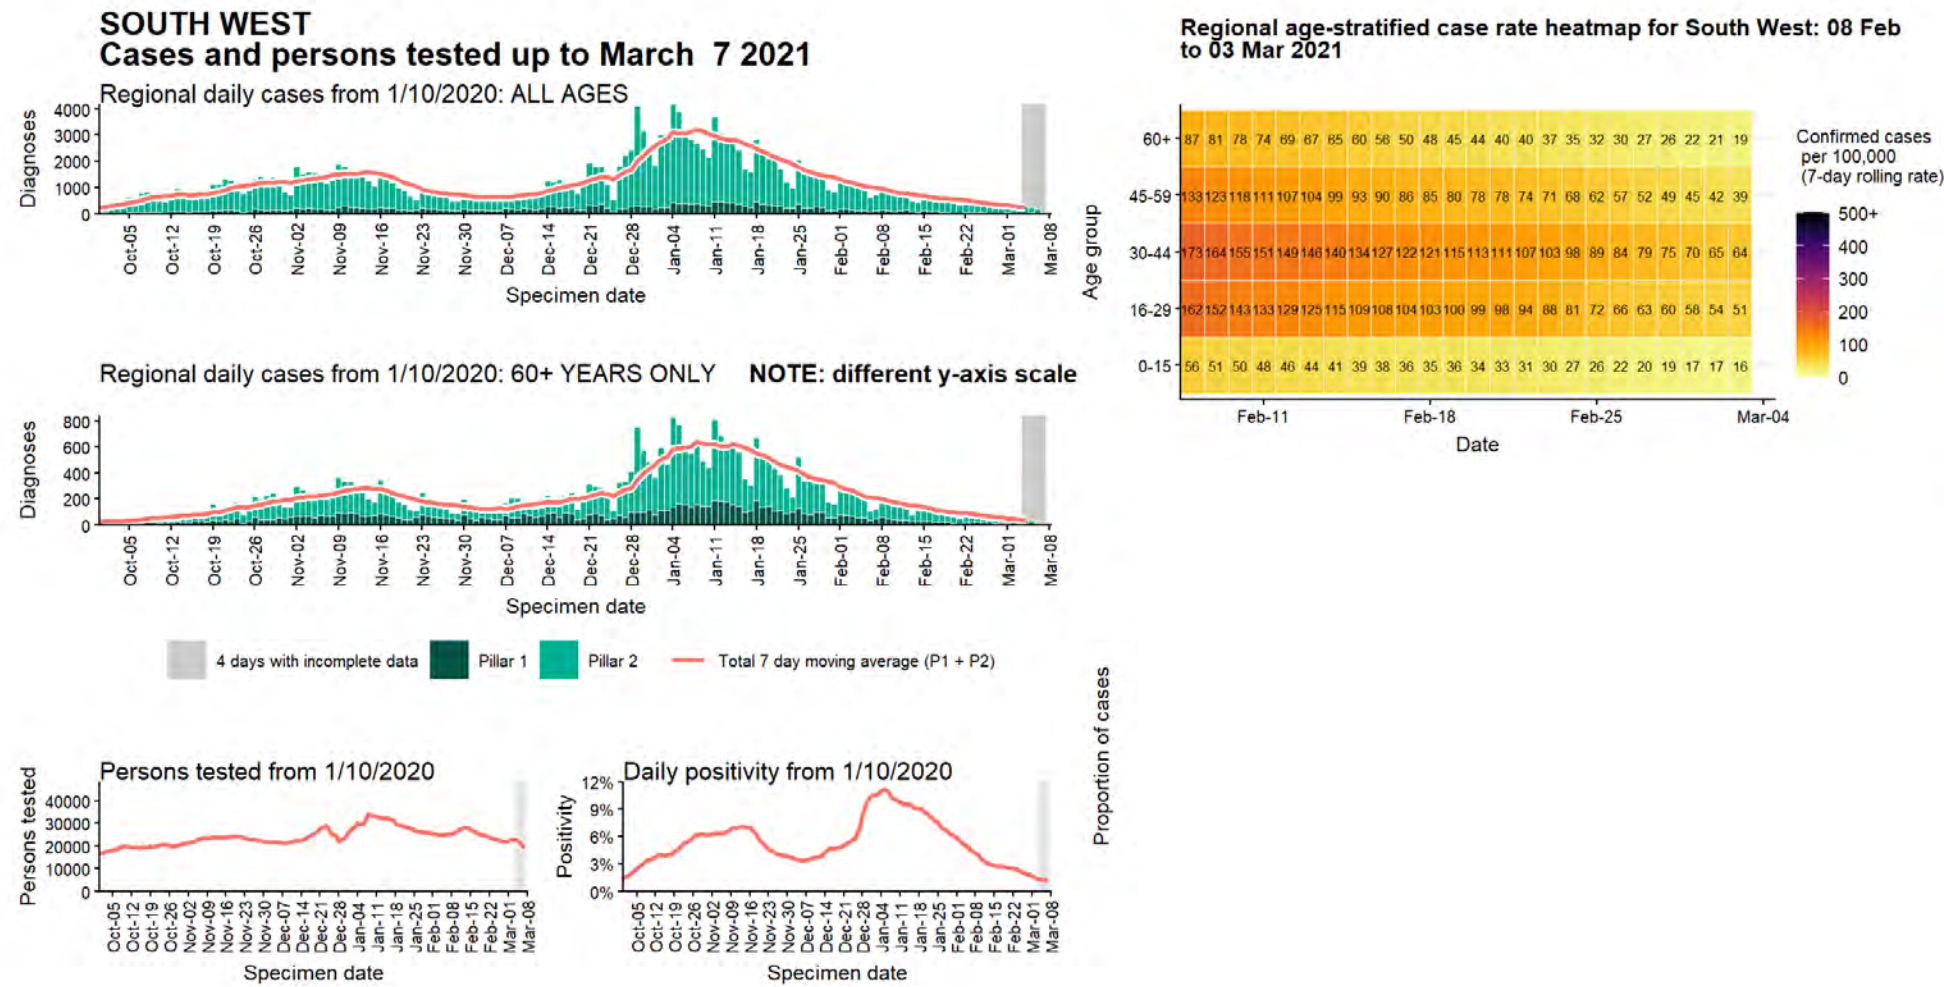 SOUTH WEST
Cases and persons tested up to March 7 2021
Regional daily cases from 1/10/2020: ALL AGES
Diagnoses
4000
3000
2000
1000
0
Oct-05 Oct-12 Oct-19 Oct-26 Nov-02 Nov-09 Nov-16 Nov-23 Nov-30 Dec-07 Dec-14 Dec-21 Dec-28 Jan-04 Jan-11 Jan-18 Jan-25 Feb-01 Feb-08 Feb-15 Feb-22 Mar-01 Mar-08
Specimen date
Regional daily cases from 1/10/2020: 60+ YEARS ONLY NOTE: different y-axis scale
Diagnoses
800
600
400
200
0
Oct-05 Oct-12 Oct-19 Oct-26 Nov-02 Nov-09 Nov-16 Nov-23 Nov-30 Dec-07 Dec-14 Dec-21 Dec-28 Jan-04 Jan-11 Jan-18 Jan-25 Feb-01 Feb-08 Feb-15 Feb-22 Mar-01 Mar-08
Specimen date
4 days with incomplete data Pillar 1 Pillar 2 Total 7 day moving average (P1 + P2)
Persons tested from 1/10/2020
Persons tested
40000
30000
20000
10000
0
Oct-05 Oct-12 Oct-19 Oct-26 Nov-02 Nov-09 Nov-16 Nov-23 Nov-30 Dec-07 Dec-14 Dec-21 Dec-28 Jan-04 Jan-11 Jan-18 Jan-25 Feb-01 Feb-08 Feb-15 Feb-22 Mar-01 Mar-08
Specimen date
Daily positivity from 1/10/2020
Positivity
12%
9%
6%
3%
0%
Oct-05 Oct-12 Oct-19 Oct-26 Nov-02 Nov-09 Nov-16 Nov-23 Nov-30 Dec-07 Dec-14 Dec-21 Dec-28 Jan-04 Jan-11 Jan-18 Jan-25 Feb-01 Feb-08 Feb-15 Feb-22 Mar-01 Mar-08
Specimen date
Regional age-stratified case rate heatmap for South West: 08 Feb
to 03 Mar 2021
Age group
60+ 87 81 78 74 69 67 65 60 56 50 48 45 44 40 40 37 35 32 30 27 26 22 21 19
45-59 133 123 118 111 107 104 99 93 90 86 85 80 78 78 74 71 68 62 57 52 49 45 42 39
30-44 173 164 155 151 149 146 140 134 127 122 121 115 113 111 107 103 98 89 84 79 75 70 65 64
16-29 162 152 143 133 129 125 115 109 108 104 103 100 99 98 94 88 81 72 66 63 60 58 54 51
0-15 56 51 50 48 46 44 41 39 38 36 35 36 34 33 31 30 27 26 22 20 19 17 17 16
Feb-11 Feb-18 Feb-25 Mar-04
Date
Confirmed cases
per 100,000
(7-day rolling rate)
500+
400
300
200
100
0
Proportion of cases